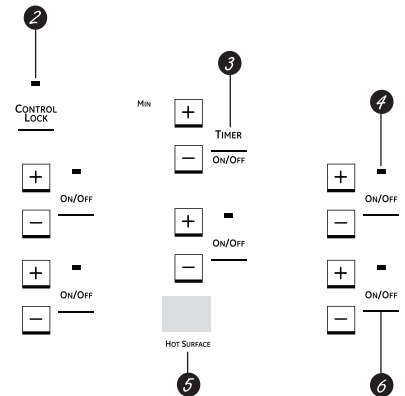 2
3
4
CONTROL
LOCK
MIN
+
TIMER
−
ON/OFF
+
ON/OFF
−
+
ON/OFF
−
+
ON/OFF
−
+
ON/OFF
−
+
ON/OFF
−
HOT SURFACE
5
6